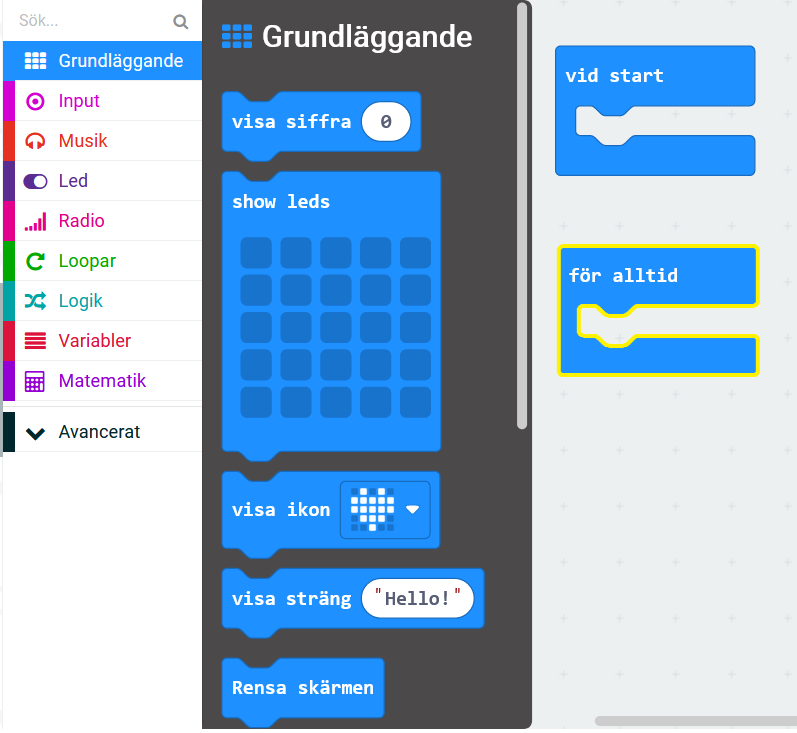 Sök...
Grundläggande
Input
Musik
Led
Radio
Loopar
Logik
Variabler
Matematik
Avancerat
Grundläggande
visa siffra 0
show leds
visa ikon
visa sträng "Hello!"
Rensa skärmen
vid start
för alltid